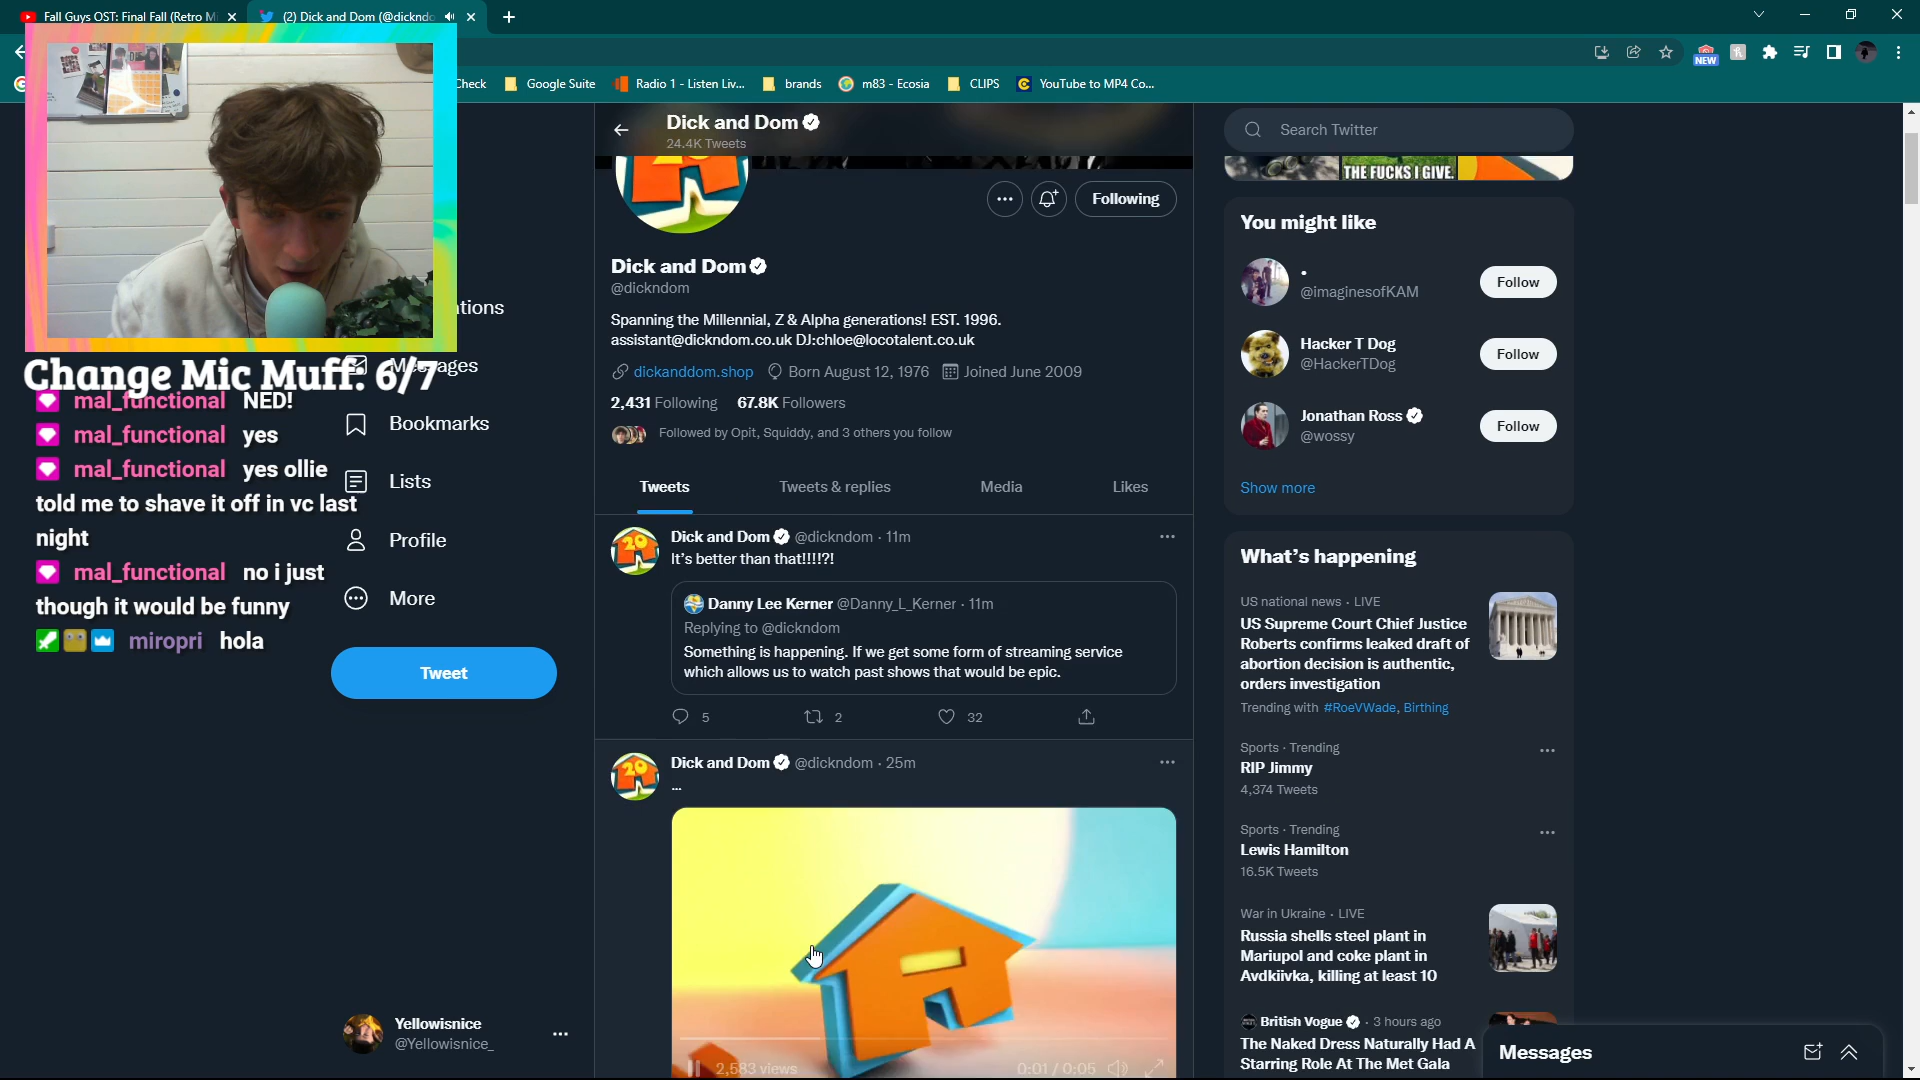 Fall Guys OST: Final Fall (Retro M
(2) Dick and Dom (@dickndo
NEW
Check
Google Suite
Radio 1 - Listen Liv...
brands
m83 - Ecosia
CLIPS
YouTube to MP4 Co...
Change Mic Muff: 6/7
mal_functional NED!
mal_functional yes
mal_functional yes ollie
told me to shave it off in vc last
night
mal_functional no i just
though it would be funny
miropri hola
ations
Messages
Bookmarks
Lists
Profile
More
Tweet
Yellowisnice
@Yellowisnice_
Dick and Dom
24.4K Tweets
Following
Dick and Dom
@dickndom
Spanning the Millennial, Z & Alpha generations! EST. 1996.
assistant@dickndom.co.uk DJ:chloe@locotalent.co.uk
dickanddom.shop Born August 12, 1976 Joined June 2009
2,431 Following 67.8K Followers
Followed by Opit, Squiddy, and 3 others you follow
Tweets Tweets & replies Media Likes
20
Dick and Dom @dickndom · 11m
It's better than that!!!!?!
Danny Lee Kerner @Danny_L_Kerner · 11m
Replying to @dickndom
Something is happening. If we get some form of streaming service
which allows us to watch past shows that would be epic.
5 2 32
20
Dick and Dom @dickndom · 25m
...
2,583 views 0:01 / 0:05
Search Twitter
THE FUCKS I GIVE.
You might like
•
@imaginesofKAM
Follow
Hacker T Dog
@HackerTDog
Follow
Jonathan Ross
@wossy
Follow
Show more
What's happening
US national news · LIVE
US Supreme Court Chief Justice
Roberts confirms leaked draft of
abortion decision is authentic,
orders investigation
Trending with #RoeVWade, Birthing
Sports · Trending
RIP Jimmy
4,374 Tweets
Sports · Trending
Lewis Hamilton
16.5K Tweets
War in Ukraine · LIVE
Russia shells steel plant in
Mariupol and coke plant in
Avdkiivka, killing at least 10
British Vogue · 3 hours ago
The Naked Dress Naturally Had A
Starring Role At The Met Gala
Messages